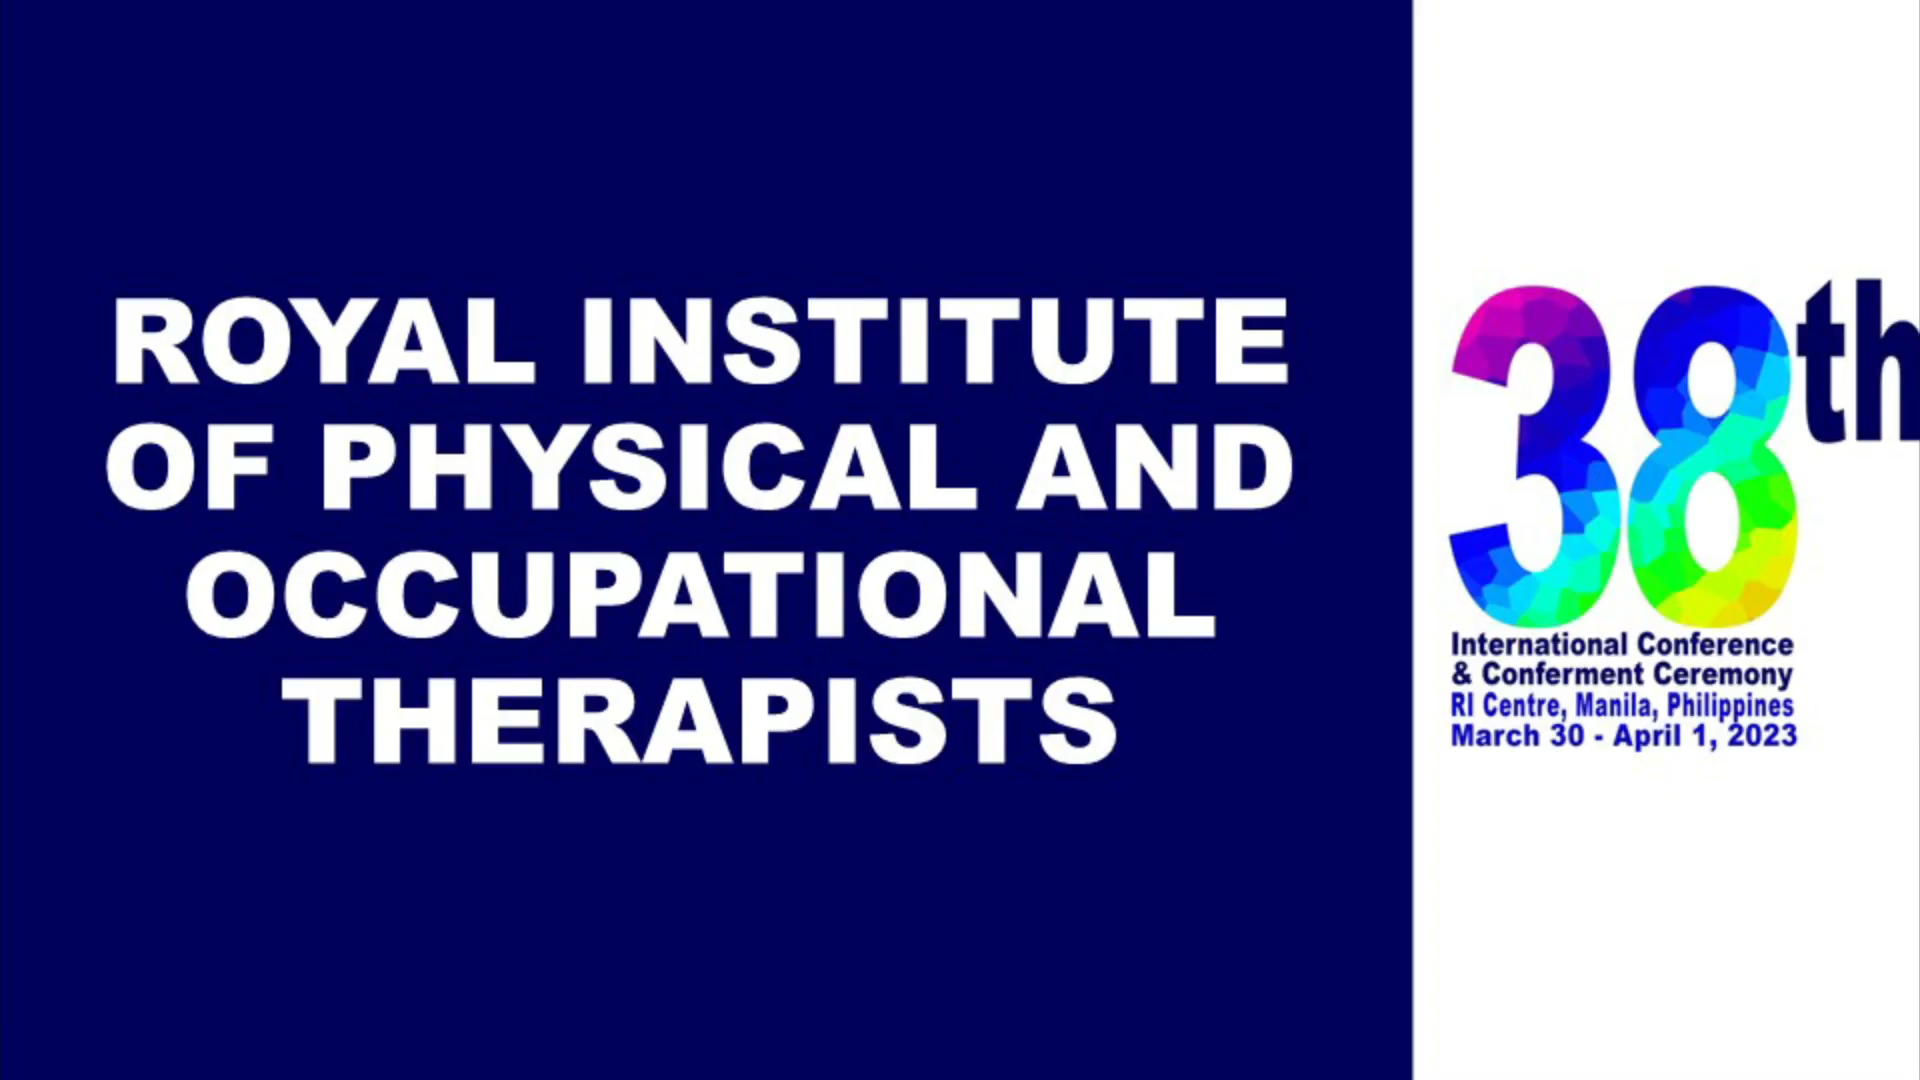 ROYAL INSTITUTE
OF PHYSICAL AND
OCCUPATIONAL
THERAPISTS
38th
International Conference
& Conferment Ceremony
RI Centre, Manila, Philippines
March 30 - April 1, 2023